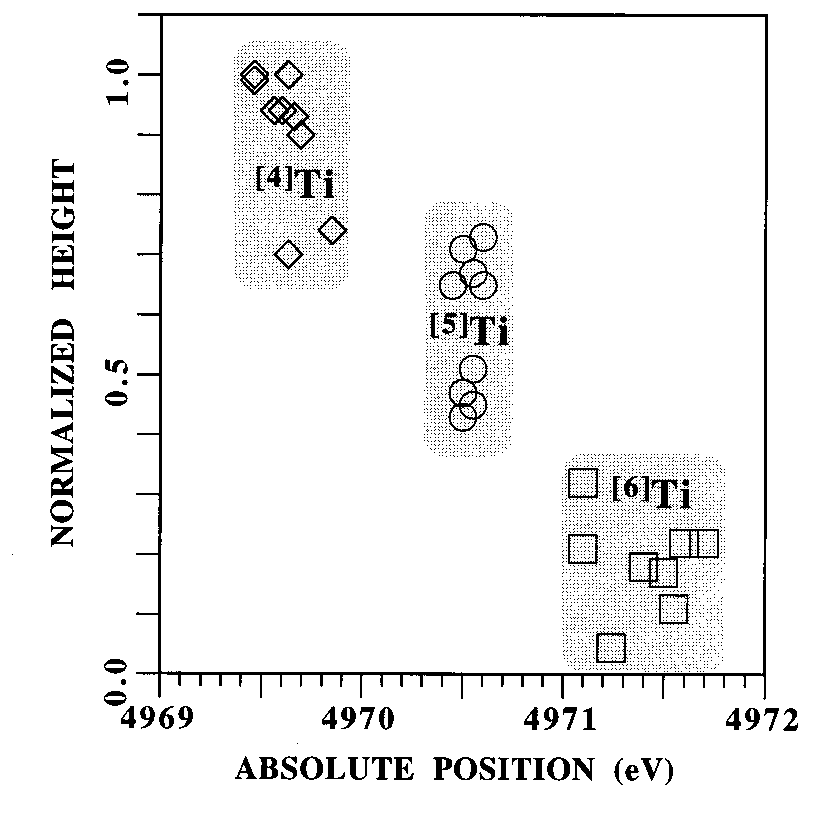 NORMALIZED HEIGHT
1.0
0.5
0.0
[4]Ti
[5]Ti
[6]Ti
4969 4970 4971 4972
ABSOLUTE POSITION (eV)